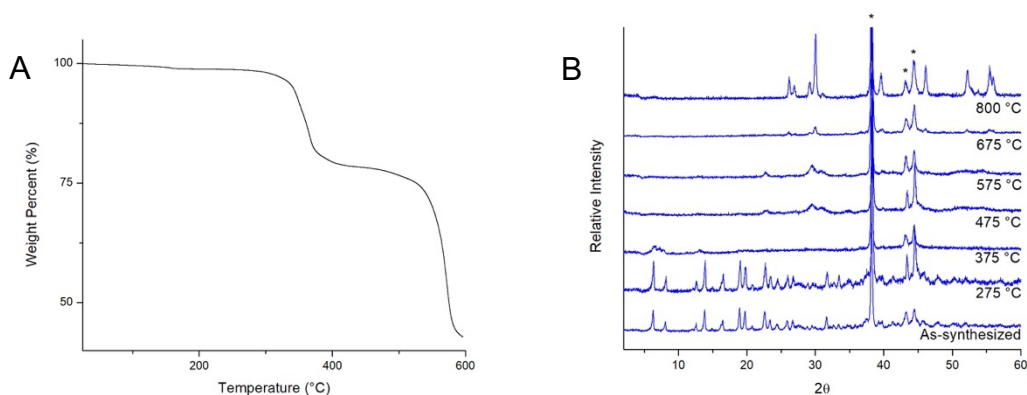 A
100
75
50
Weight Percent (%)
200
400
600
Temperature (°C)
B
*
*
*
800 °C
675 °C
575 °C
475 °C
375 °C
275 °C
As-synthesized
Relative Intensity
10
20
30
40
50
60
2θ